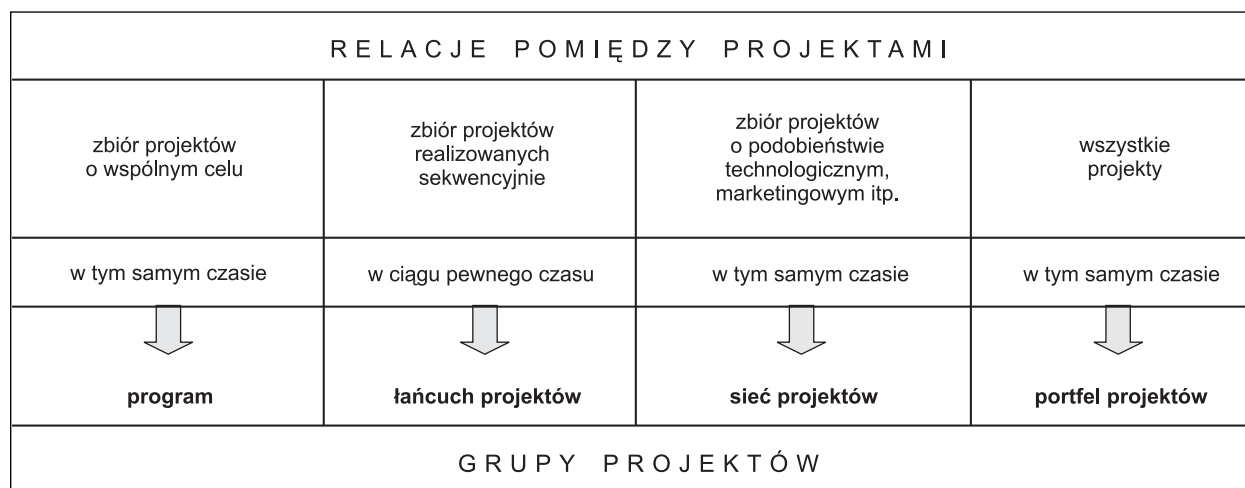 RELACJE POMIĘDZY PROJEKTAMI
zbiór projektów
o wspólnym celu
zbiór projektów
realizowanych
sekwencyjnie
zbiór projektów
o podobieństwie
technologicznym,
marketingowym itp.
wszystkie
projekty
w tym samym czasie
w ciągu pewnego czasu
w tym samym czasie
w tym samym czasie
program
łańcuch projektów
sieć projektów
portfel projektów
GRUPY PROJEKTÓW